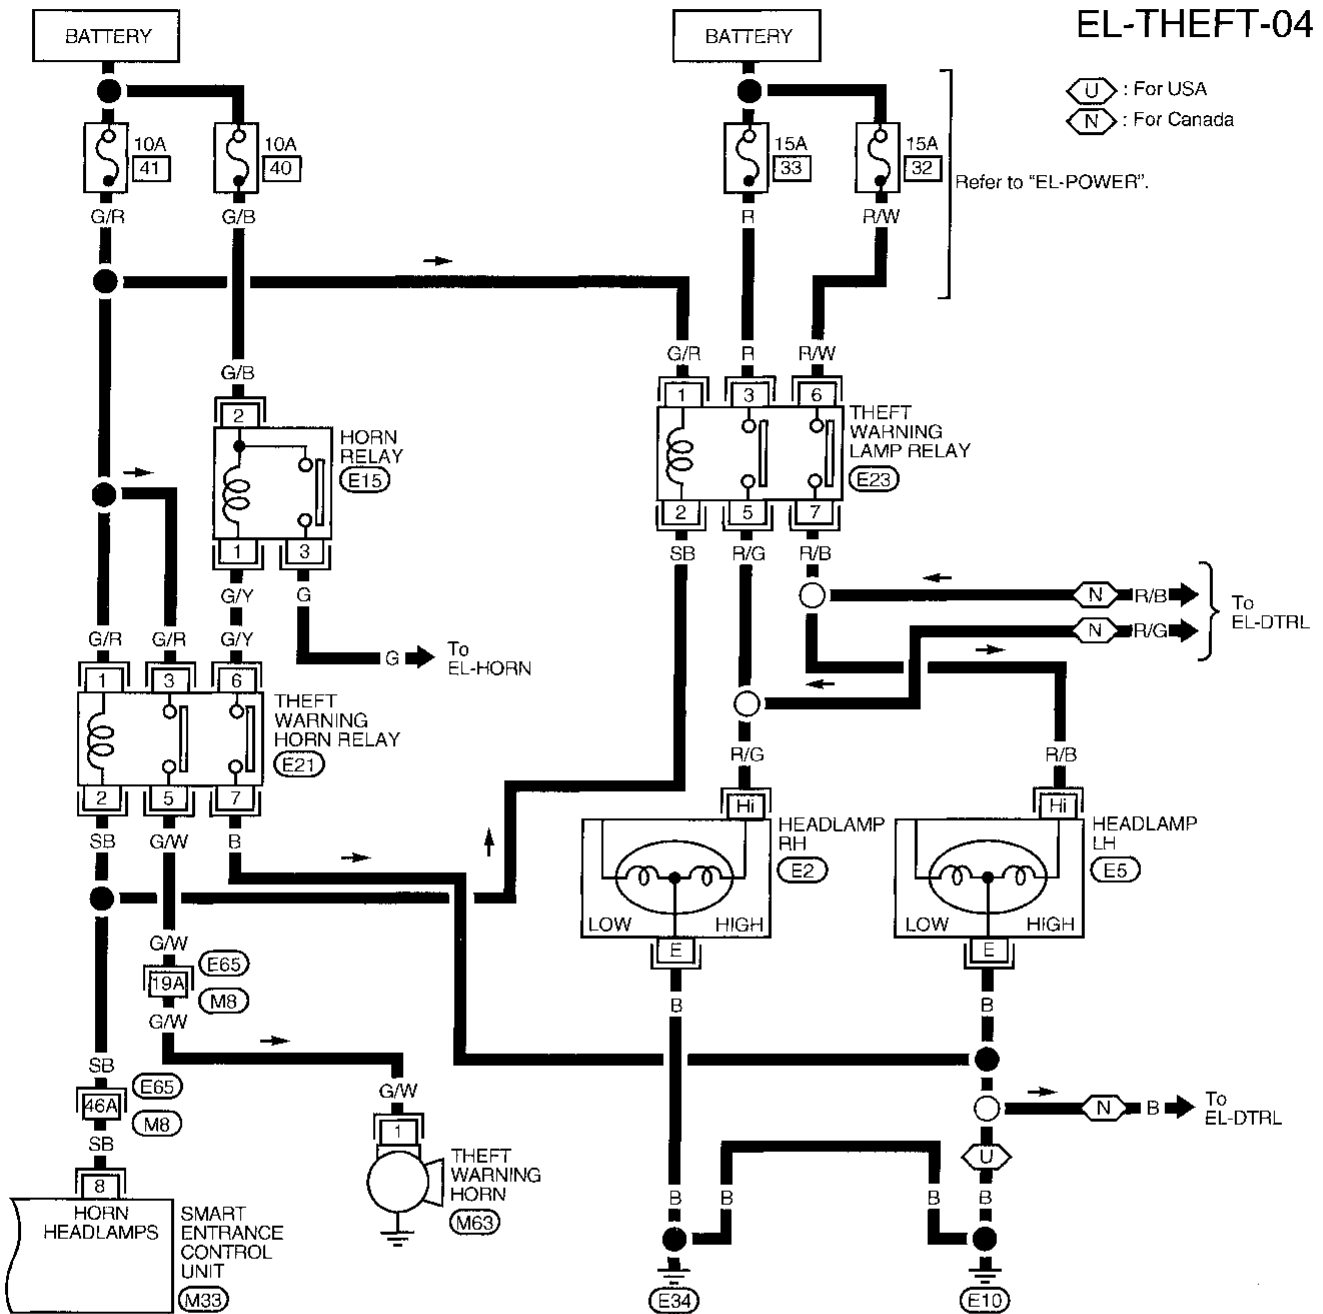 EL-THEFT-04
BATTERY
BATTERY
U : For USA
N : For Canada
10A
41
10A
40
15A
33
15A
32
Refer to "EL-POWER".
G/R
G/B
R
R/W
G/B
G/R
R
R/W
2
HORN
RELAY
E15
1
3
6
THEFT
WARNING
LAMP RELAY
E23
1
3
2
5
7
G/Y
G
SB
R/G
R/B
G/R
G/R
G/Y
G
To
EL-HORN
N
R/B
N
R/G
To
EL-DTRL
1
3
6
THEFT
WARNING
HORN RELAY
E21
2
5
7
R/G
R/B
SB
G/W
B
Hi
HEADLAMP
RH
E2
LOW
HIGH
E
Hi
HEADLAMP
LH
E5
LOW
HIGH
E
G/W
E65
19A
M8
G/W
B
B
SB
E65
46A
M8
SB
G/W
1
THEFT
WARNING
HORN
M63
N
B
To
EL-DTRL
U
B
B
B
B
8
HORN
HEADLAMPS
SMART
ENTRANCE
CONTROL
UNIT
M33
E34
E10